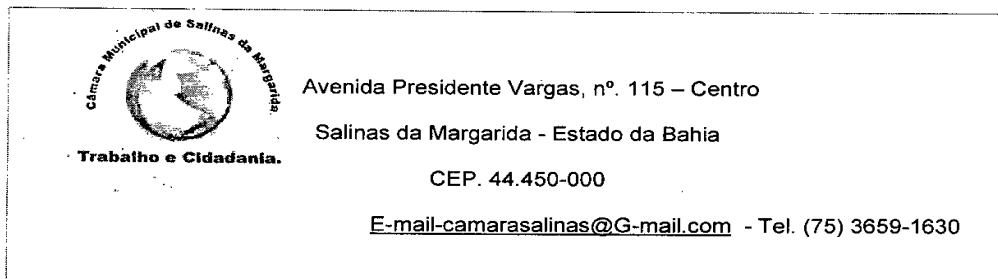 Câmara Municipal de Salinas da Margarida.
Trabalho e Cidadania.
Avenida Presidente Vargas, nº. 115 – Centro
Salinas da Margarida - Estado da Bahia
CEP. 44.450-000
E-mail-camarasalinas@G-mail.com - Tel. (75) 3659-1630